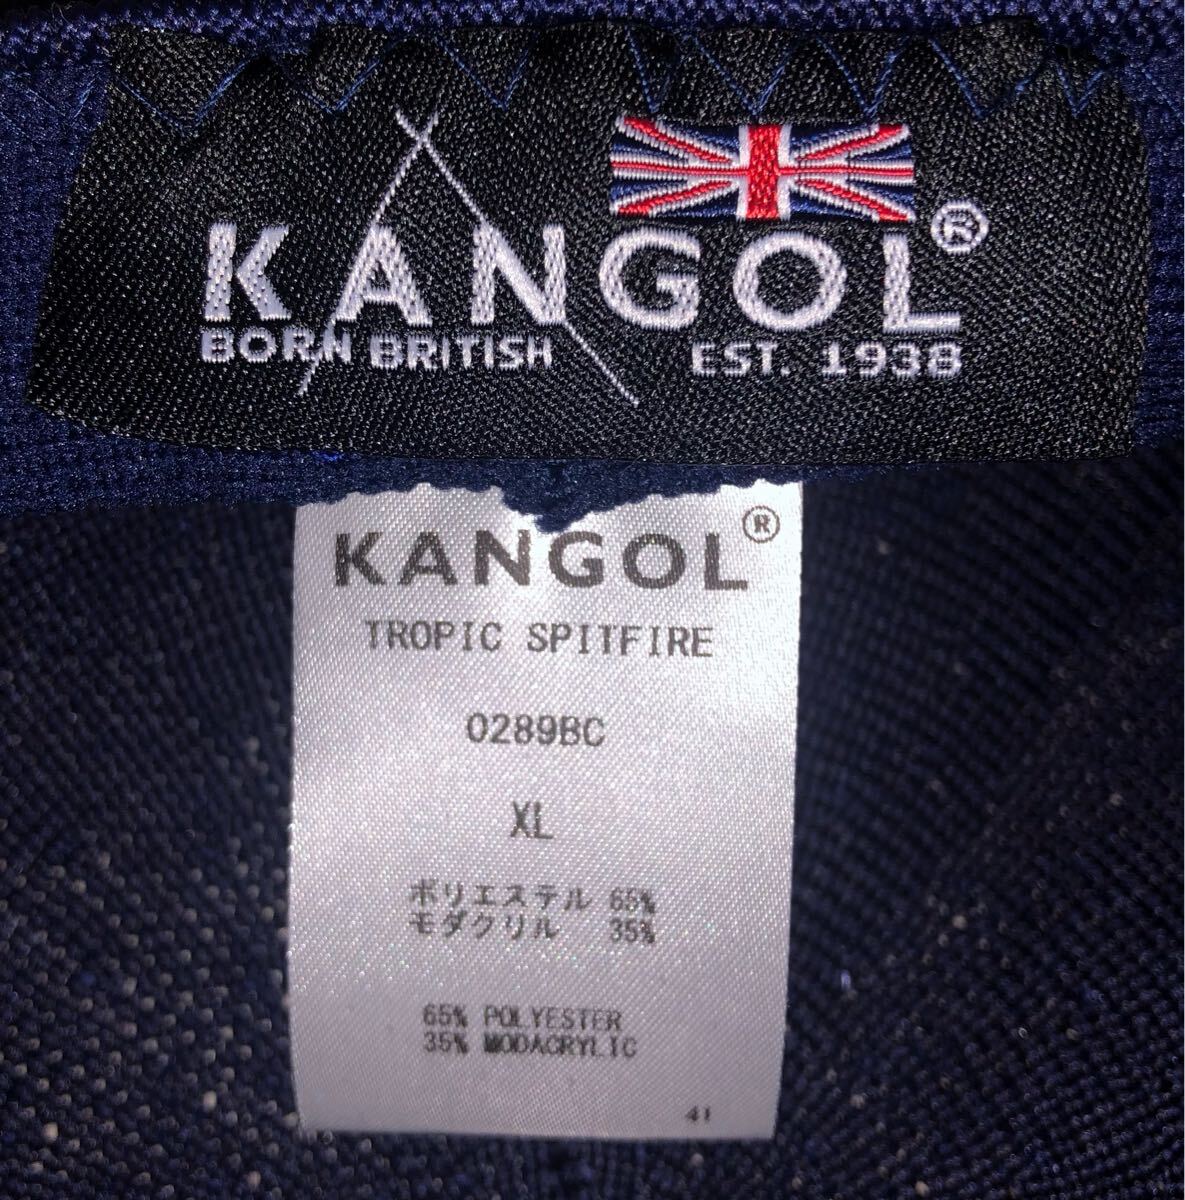 KANGOL®
BORN BRITISH EST. 1938
KANGOL®
TROPIC SPITFIRE
0289BC
XL
ポリエステル 65%
モダクリル 35%
65% POLYESTER
35% MODACRYLIC
41